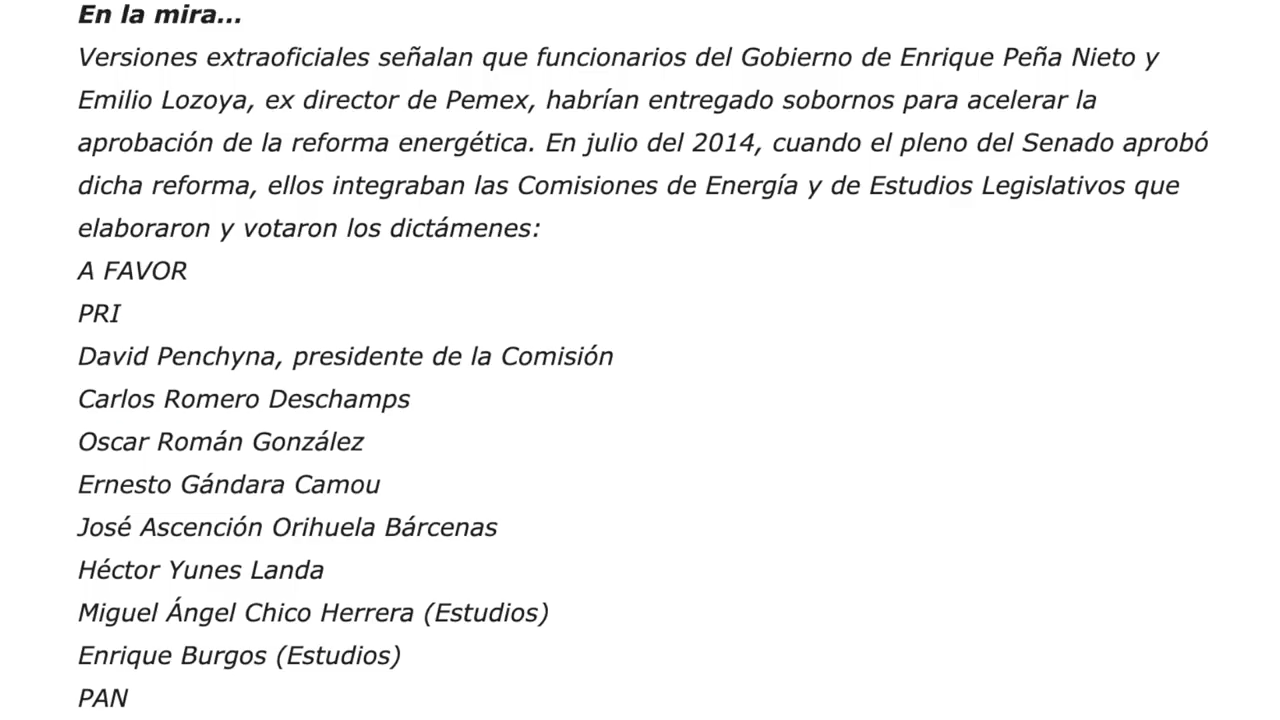 En la mira...
Versiones extraoficiales señalan que funcionarios del Gobierno de Enrique Peña Nieto y
Emilio Lozoya, ex director de Pemex, habrían entregado sobornos para acelerar la
aprobación de la reforma energética. En julio del 2014, cuando el pleno del Senado aprobó
dicha reforma, ellos integraban las Comisiones de Energía y de Estudios Legislativos que
elaboraron y votaron los dictámenes:
A FAVOR
PRI
David Penchyna, presidente de la Comisión
Carlos Romero Deschamps
Oscar Román González
Ernesto Gándara Camou
José Ascención Orihuela Bárcenas
Héctor Yunes Landa
Miguel Ángel Chico Herrera (Estudios)
Enrique Burgos (Estudios)
PAN